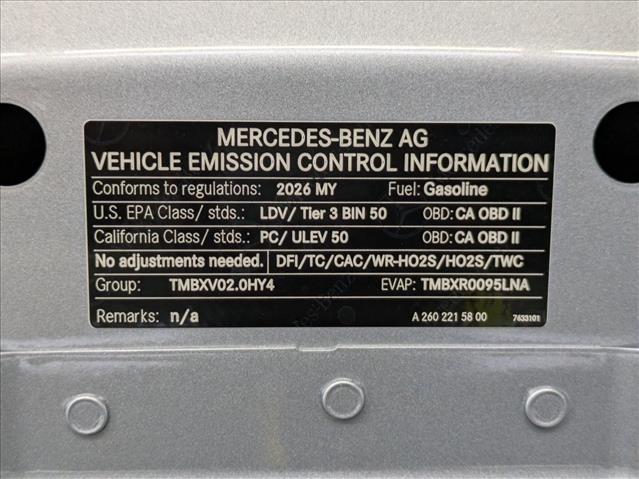 MERCEDES-BENZ AG
VEHICLE EMISSION CONTROL INFORMATION
Conforms to regulations: 2026 MY Fuel: Gasoline
U.S. EPA Class/ stds.: LDV/ Tier 3 BIN 50 OBD: CA OBD II
California Class/ stds.: PC/ ULEV 50 OBD: CA OBD II
No adjustments needed. DFI/TC/CAC/WR-HO2S/HO2S/TWC
Group: TMBXV02.0HY4 EVAP: TMBXR0095LNA
Remarks: n/a A 260 221 58 00 7633101